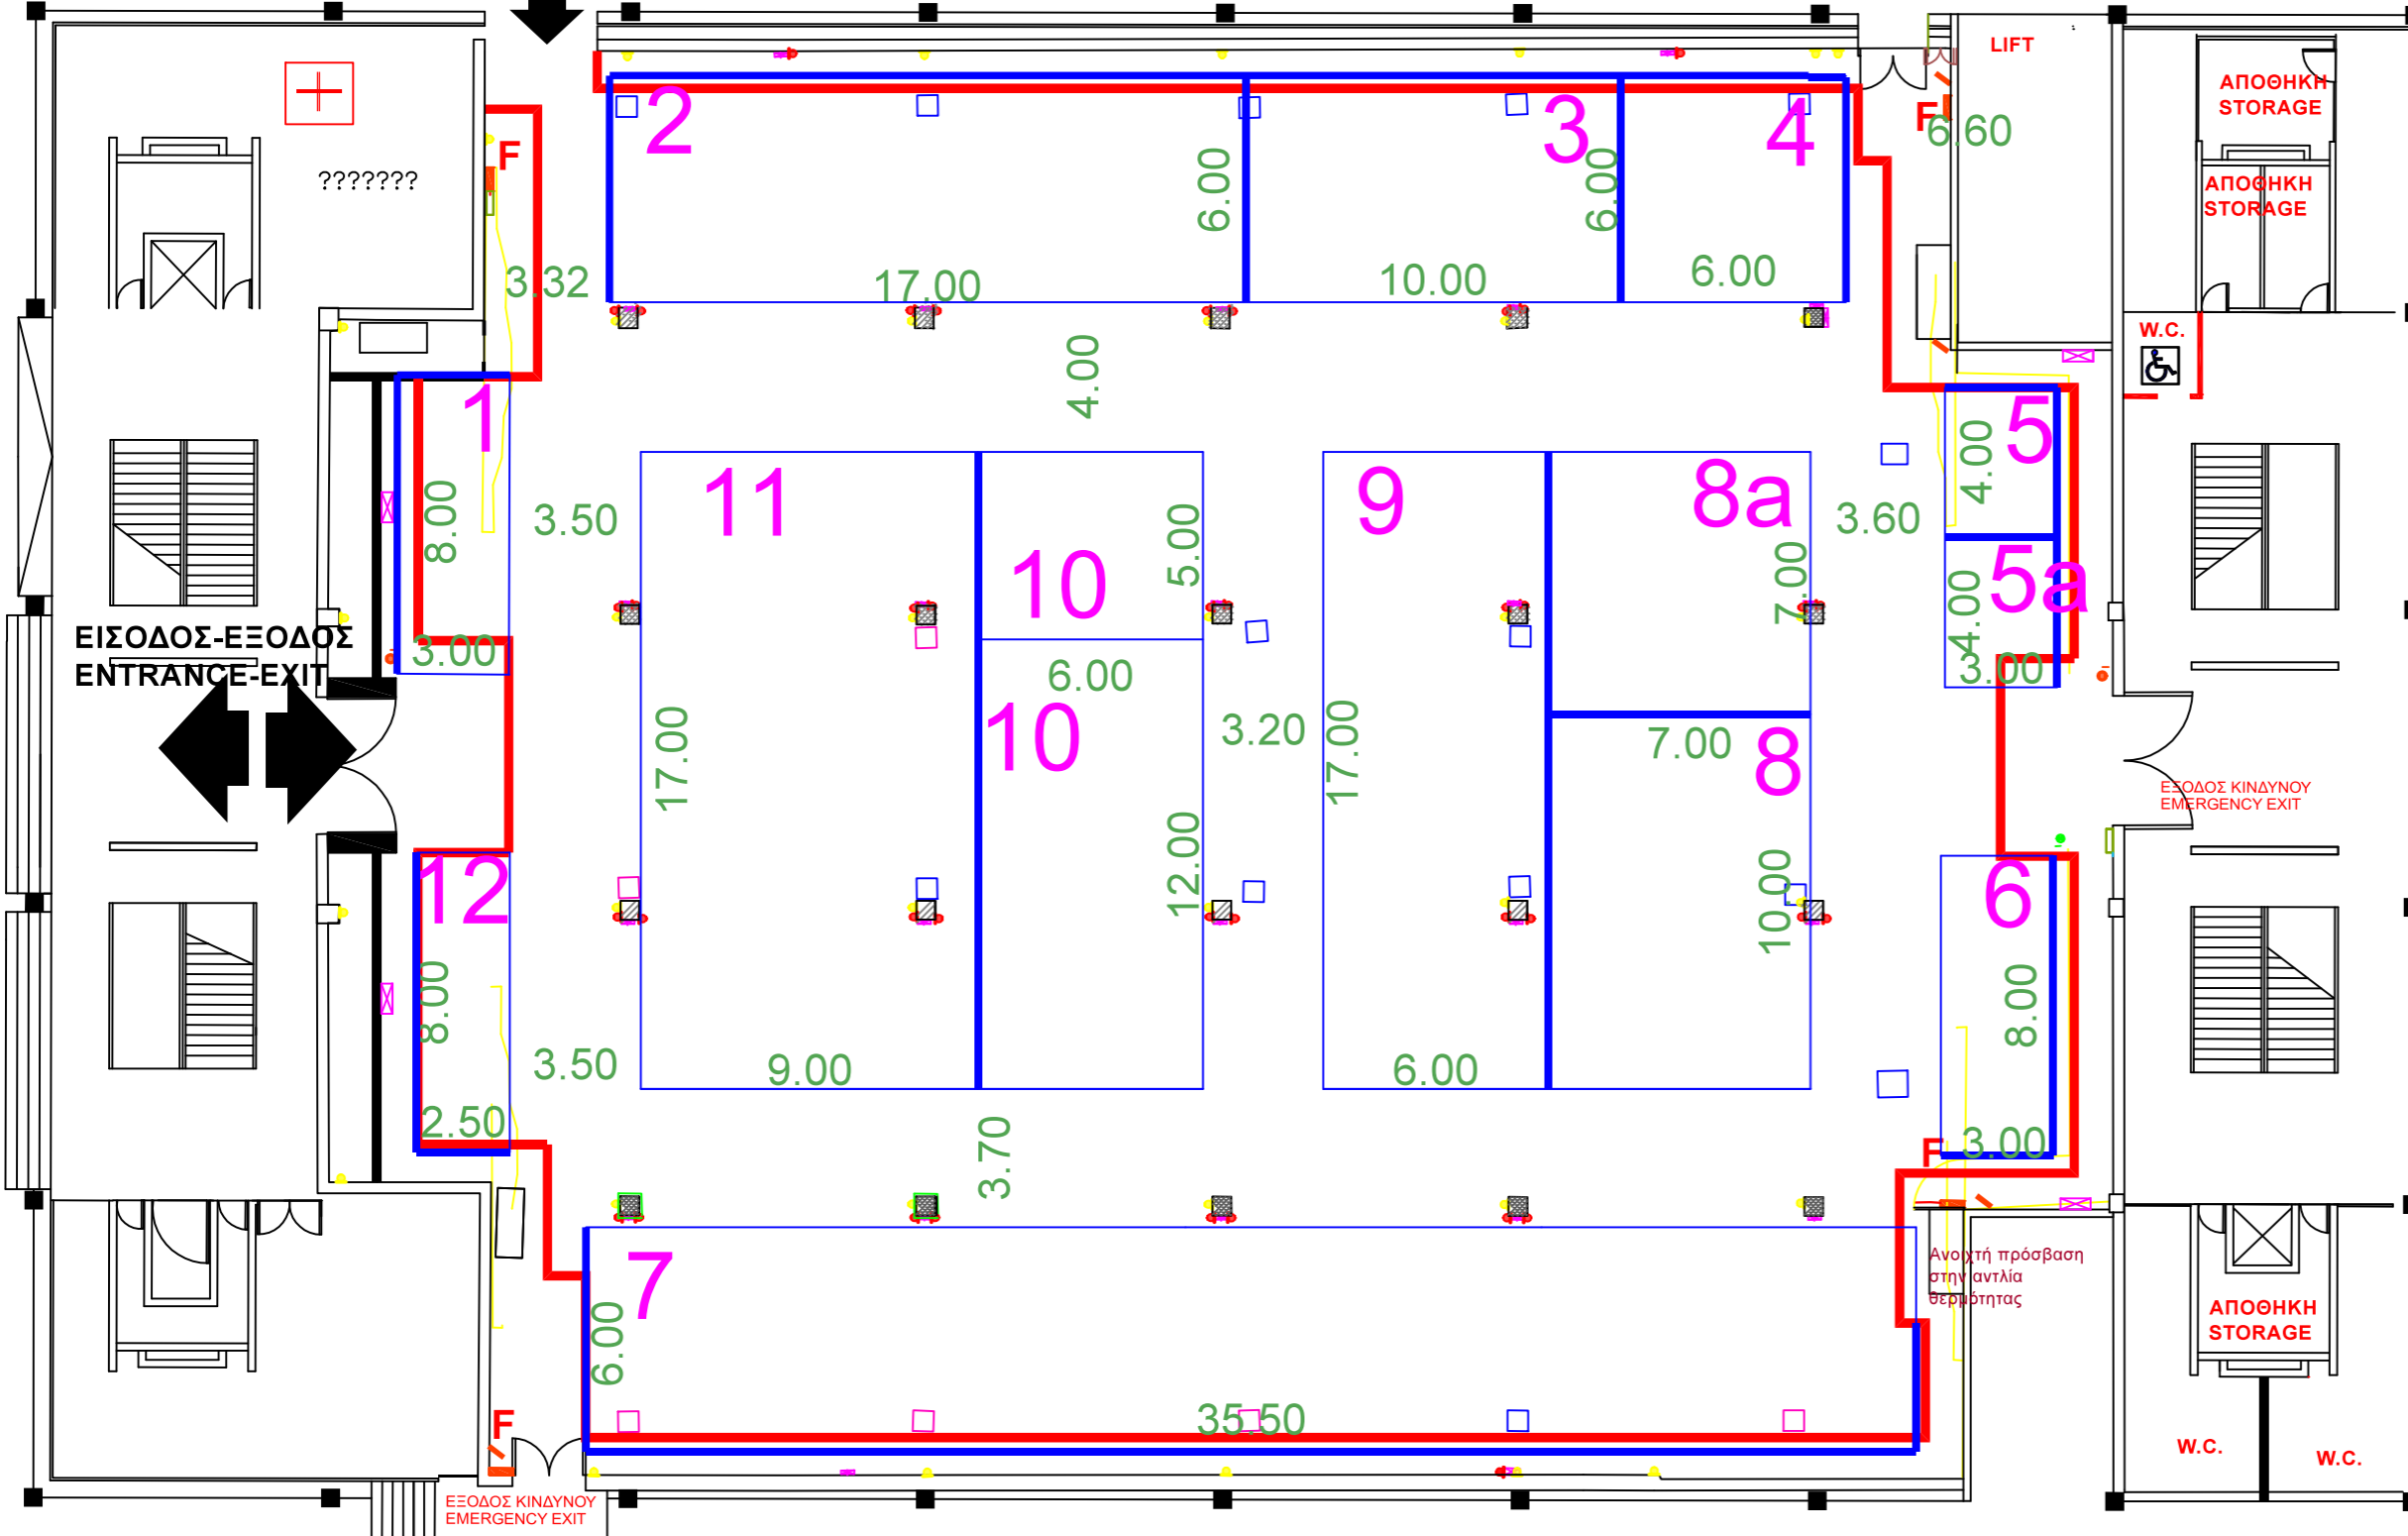 LIFT
ΑΠΟΘΗΚΗ
STORAGE
2
3
4
F
F
6.60
???????
6.00
6.00
ΑΠΟΘΗΚΗ
STORAGE
3.32
17.00
10.00
6.00
W.C.
4.00
1
5
4.00
8.00
3.50
11
9
8a
3.60
5.00
10
7.00
5a
4.00
ΕΙΣΟΔΟΣ-ΕΞΟΔΟΣ
ENTRANCE-EXIT
3.00
6.00
3.00
17.00
10
3.20
17.00
7.00
8
ΕΞΟΔΟΣ ΚΙΝΔΥΝΟΥ
EMERGENCY EXIT
12
12.00
10.00
6
8.00
8.00
3.50
9.00
6.00
2.50
3.70
F
3.00
7
Ανοιχτή πρόσβαση
στην αντλία
θερμότητας
ΑΠΟΘΗΚΗ
STORAGE
6.00
35.50
F
W.C.
W.C.
ΕΞΟΔΟΣ ΚΙΝΔΥΝΟΥ
EMERGENCY EXIT